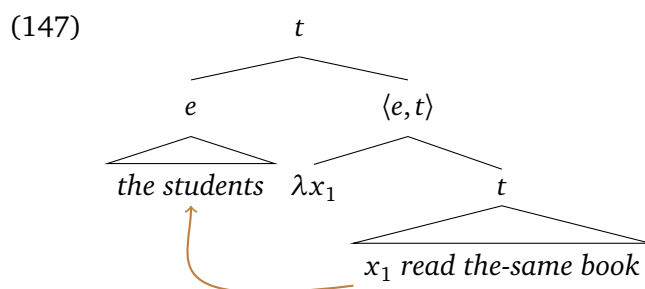 (147) t
e ⟨e, t⟩
the students λx₁ t
x₁ read the-same book